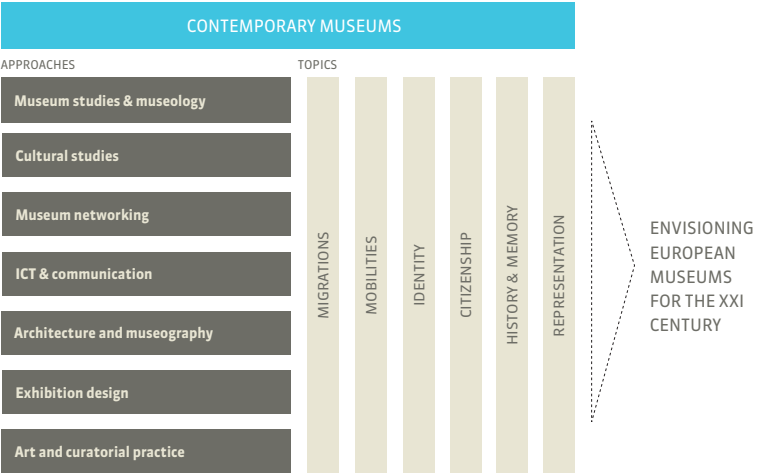 CONTEMPORARY MUSEUMS
APPROACHES
TOPICS
Museum studies & museology
Cultural studies
Museum networking
ICT & communication
Architecture and museography
Exhibition design
Art and curatorial practice
MIGRATIONS
MOBILITIES
IDENTITY
CITIZENSHIP
HISTORY & MEMORY
REPRESENTATION
ENVISIONING
EUROPEAN
MUSEUMS
FOR THE XXI
CENTURY